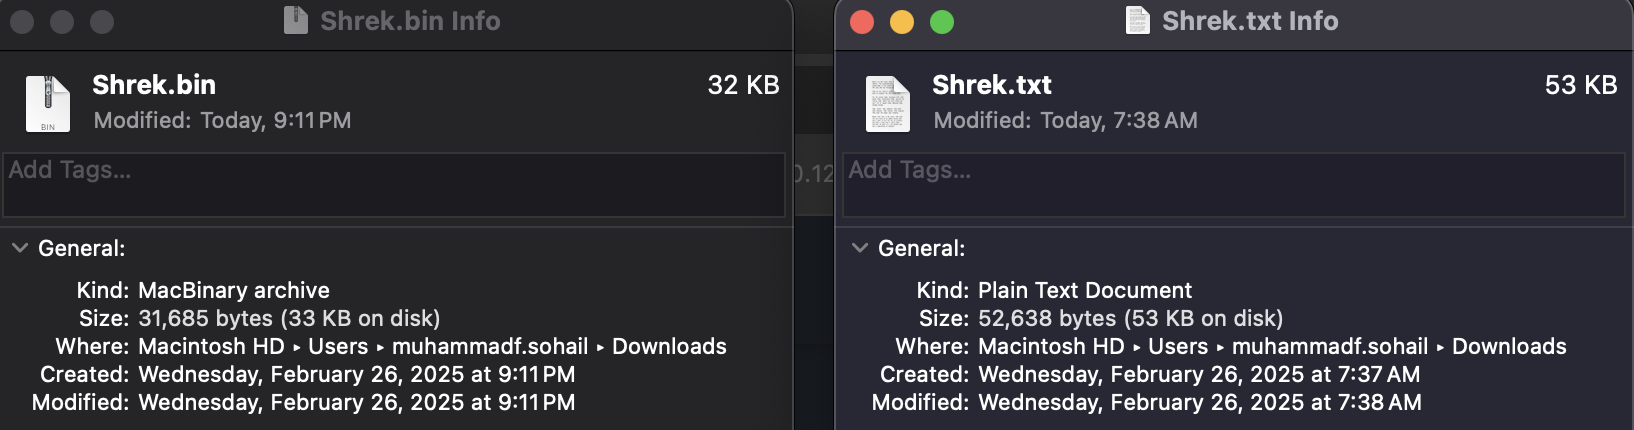 Shrek.bin Info
BIN
Shrek.bin
32 KB
Modified: Today, 9:11 PM
Add Tags...
General:
Kind: MacBinary archive
Size: 31,685 bytes (33 KB on disk)
Where: Macintosh HD ▸ Users ▸ muhammadf.sohail ▸ Downloads
Created: Wednesday, February 26, 2025 at 9:11 PM
Modified: Wednesday, February 26, 2025 at 9:11 PM
0.12
Shrek.txt Info
Shrek.txt
53 KB
Modified: Today, 7:38 AM
Add Tags...
General:
Kind: Plain Text Document
Size: 52,638 bytes (53 KB on disk)
Where: Macintosh HD ▸ Users ▸ muhammadf.sohail ▸ Downloads
Created: Wednesday, February 26, 2025 at 7:37 AM
Modified: Wednesday, February 26, 2025 at 7:38 AM